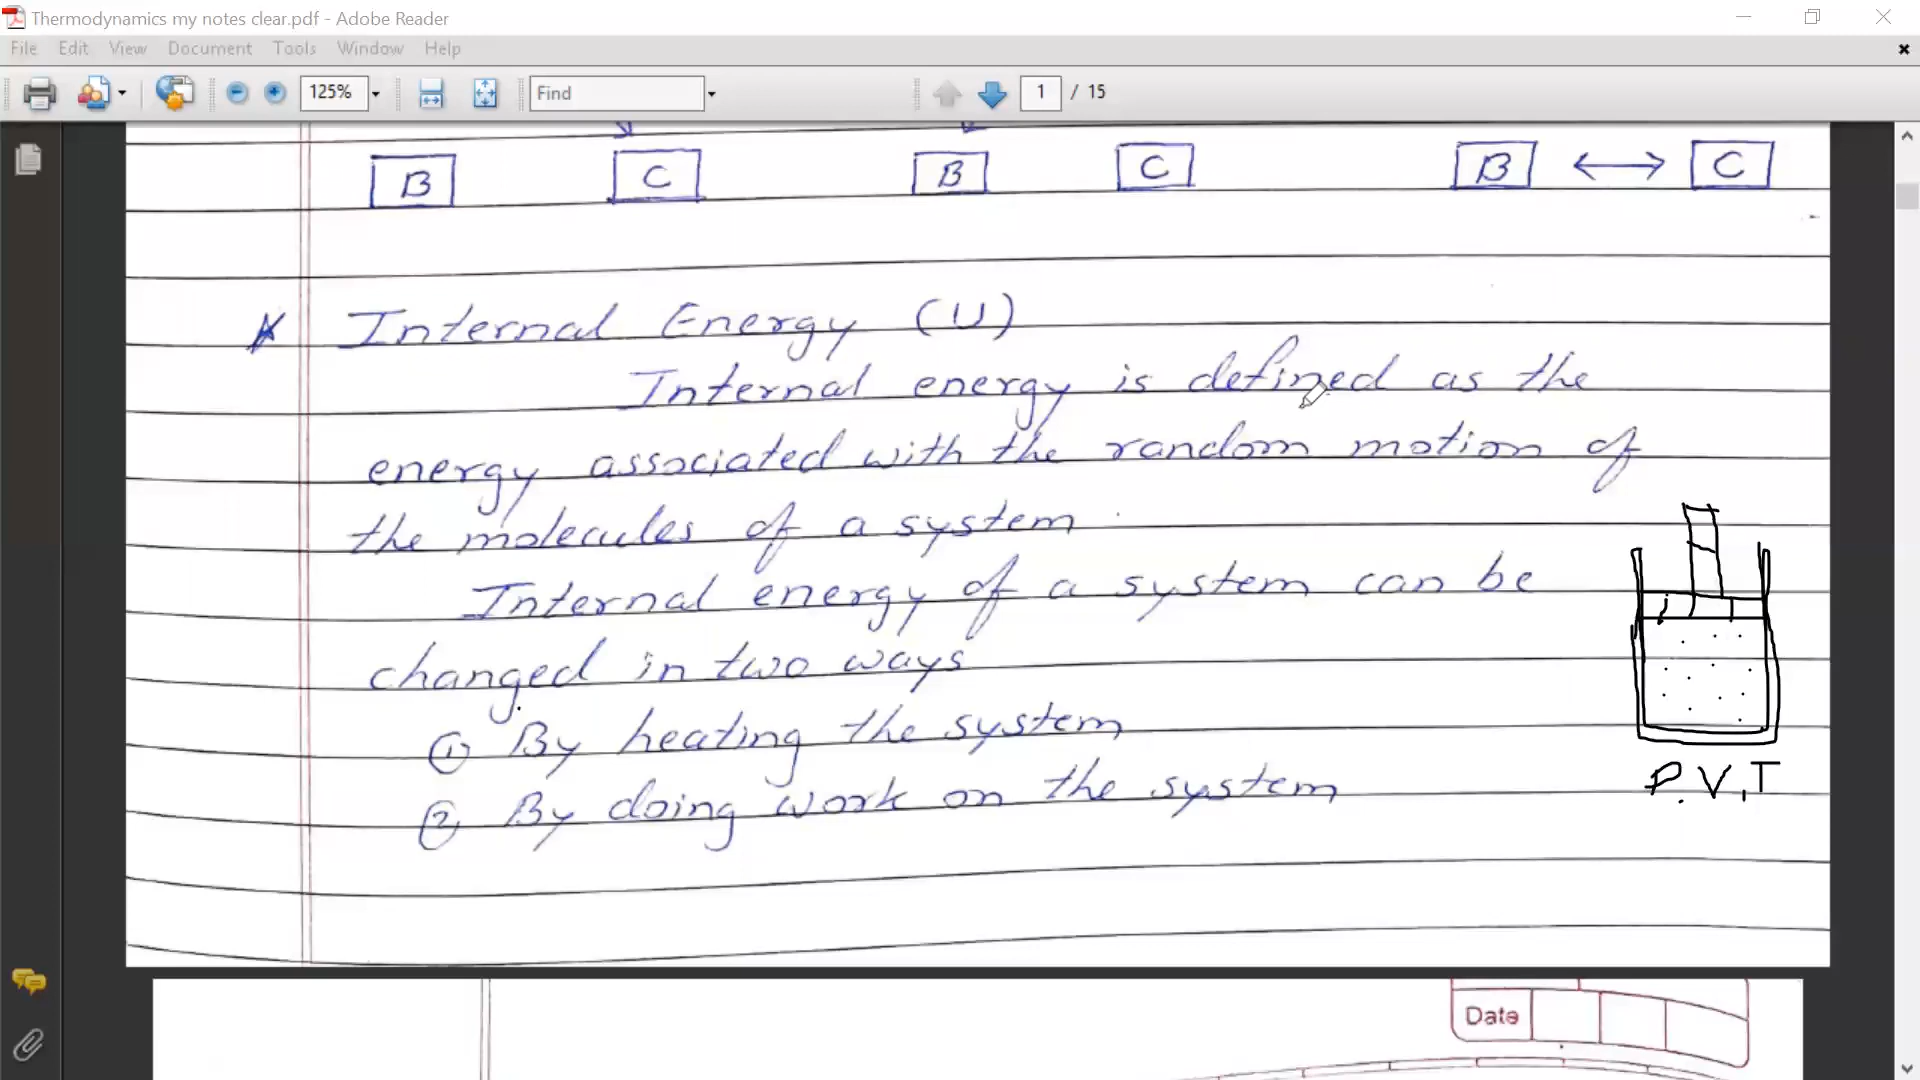 Thermodynamics my notes clear.pdf - Adobe Reader
File Edit View Document Tools Window Help
125% Find 1 / 15
B C B C B C
Internal Energy (U)
Internal energy is defined as the
energy associated with the random motion of
the molecules of a system
Internal energy of a system can be
changed in two ways
① By heating the system
② By doing work on the system
P.V,T
Date